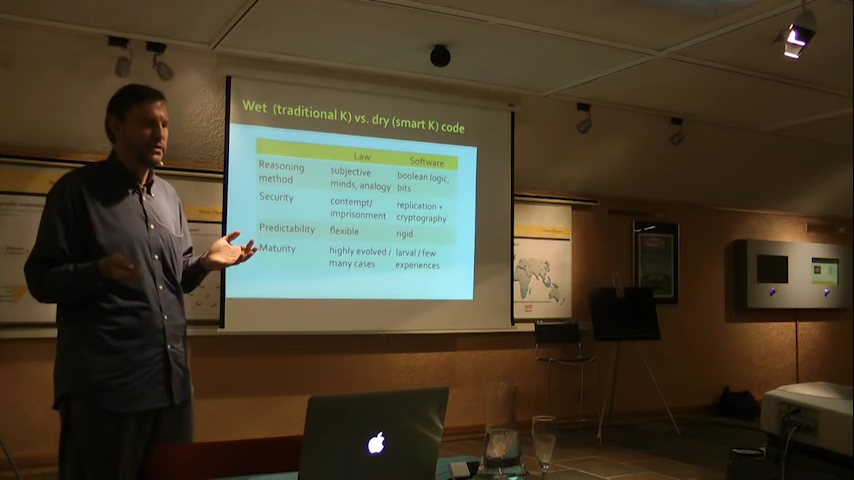 Wet (traditional K) vs. dry (smart K) code
Law Software
Reasoning method subjective minds, analogy boolean logic, bits
Security contempt/ imprisonment replication + cryptography
Predictability flexible rigid
Maturity highly evolved / many cases larval / few experiences